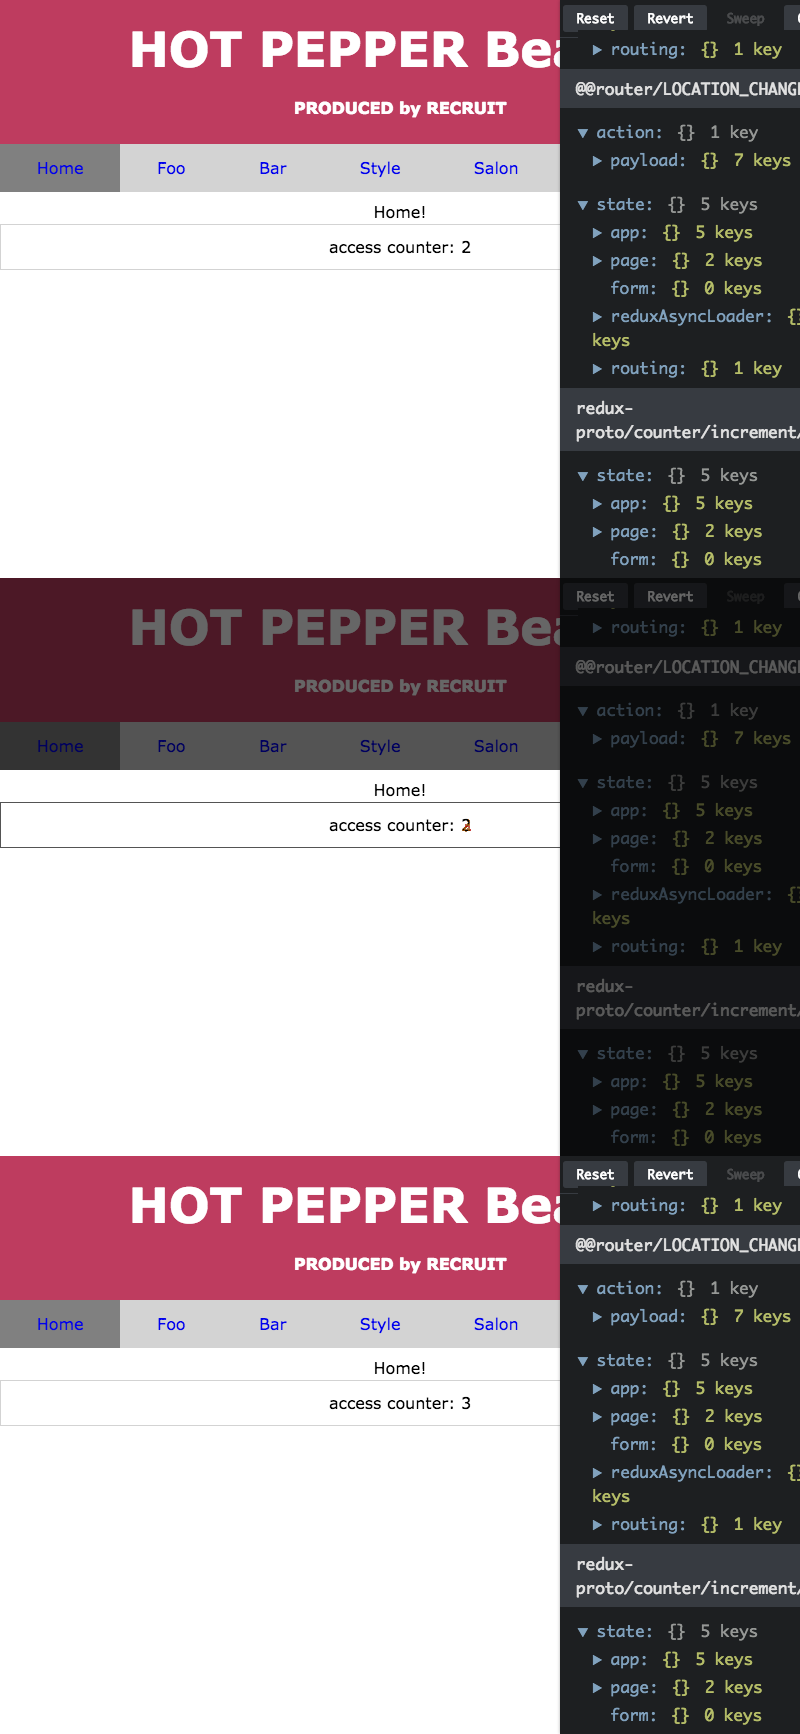 HOT PEPPER Bea
PRODUCED by RECRUIT
Home Foo Bar Style Salon
Home!
access counter: 2
Reset Revert Sweep
▶ routing: {} 1 key
@@router/LOCATION_CHANGE
▼ action: {} 1 key
▶ payload: {} 7 keys
▼ state: {} 5 keys
▶ app: {} 5 keys
▶ page: {} 2 keys
form: {} 0 keys
▶ reduxAsyncLoader: {}
keys
▶ routing: {} 1 key
redux-
proto/counter/increment/
▼ state: {} 5 keys
▶ app: {} 5 keys
▶ page: {} 2 keys
form: {} 0 keys
HOT PEPPER Bea
PRODUCED by RECRUIT
Home Foo Bar Style Salon
Home!
access counter:
Reset Revert Sweep
▶ routing: {} 1 key
@@router/LOCATION_CHANGE
▼ action: {} 1 key
▶ payload: {} 7 keys
▼ state: {} 5 keys
▶ app: {} 5 keys
▶ page: {} 2 keys
form: {} 0 keys
▶ reduxAsyncLoader: {}
keys
▶ routing: {} 1 key
redux-
proto/counter/increment/
▼ state: {} 5 keys
▶ app: {} 5 keys
▶ page: {} 2 keys
form: {} 0 keys
HOT PEPPER Bea
PRODUCED by RECRUIT
Home Foo Bar Style Salon
Home!
access counter: 3
Reset Revert Sweep
▶ routing: {} 1 key
@@router/LOCATION_CHANGE
▼ action: {} 1 key
▶ payload: {} 7 keys
▼ state: {} 5 keys
▶ app: {} 5 keys
▶ page: {} 2 keys
form: {} 0 keys
▶ reduxAsyncLoader: {}
keys
▶ routing: {} 1 key
redux-
proto/counter/increment/
▼ state: {} 5 keys
▶ app: {} 5 keys
▶ page: {} 2 keys
form: {} 0 keys